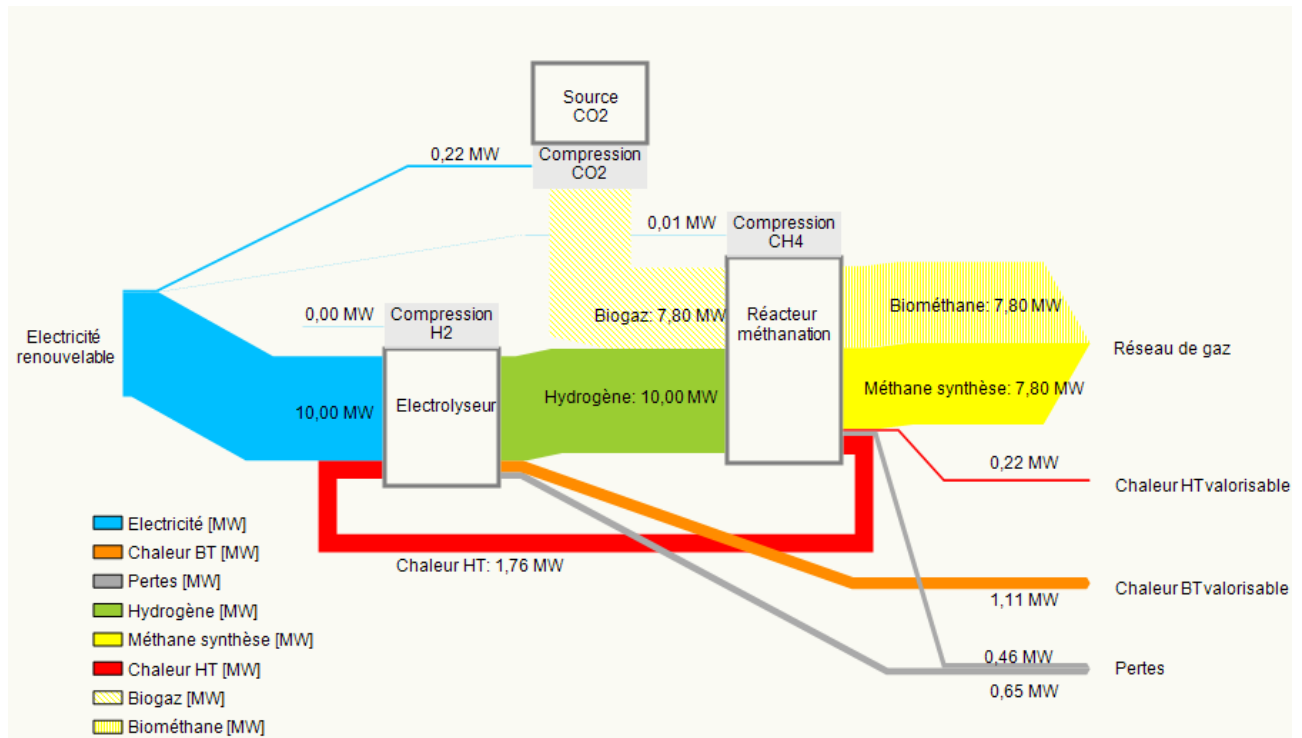 Source
CO2
0,22 MW
Compression
CO2
0,01 MW
Compression
CH4
0,00 MW
Compression
H2
Biogaz: 7,80 MW
Réacteur
méthanation
Biométhane: 7,80 MW
Electricité
renouvelable
Réseau de gaz
10,00 MW
Electrolyseur
Hydrogène: 10,00 MW
Méthane synthèse: 7,80 MW
0,22 MW
Chaleur HT valorisable
Chaleur HT: 1,76 MW
1,11 MW
Chaleur BT valorisable
0,46 MW
Pertes
0,65 MW
Electricité [MW]
Chaleur BT [MW]
Pertes [MW]
Hydrogène [MW]
Méthane synthèse [MW]
Chaleur HT [MW]
Biogaz [MW]
Biométhane [MW]